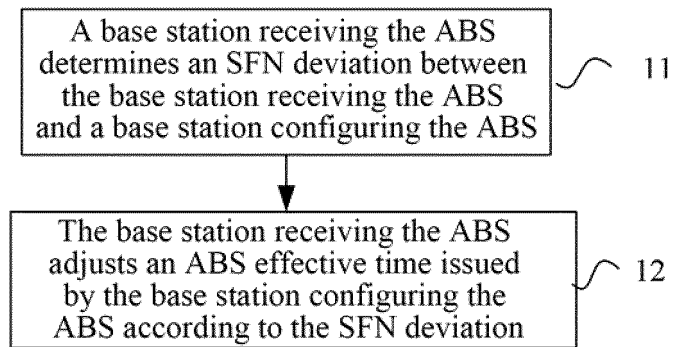 A base station receiving the ABS
determines an SFN deviation between
the base station receiving the ABS
and a base station configuring the ABS
11
The base station receiving the ABS
adjusts an ABS effective time issued
by the base station configuring the
ABS according to the SFN deviation
12